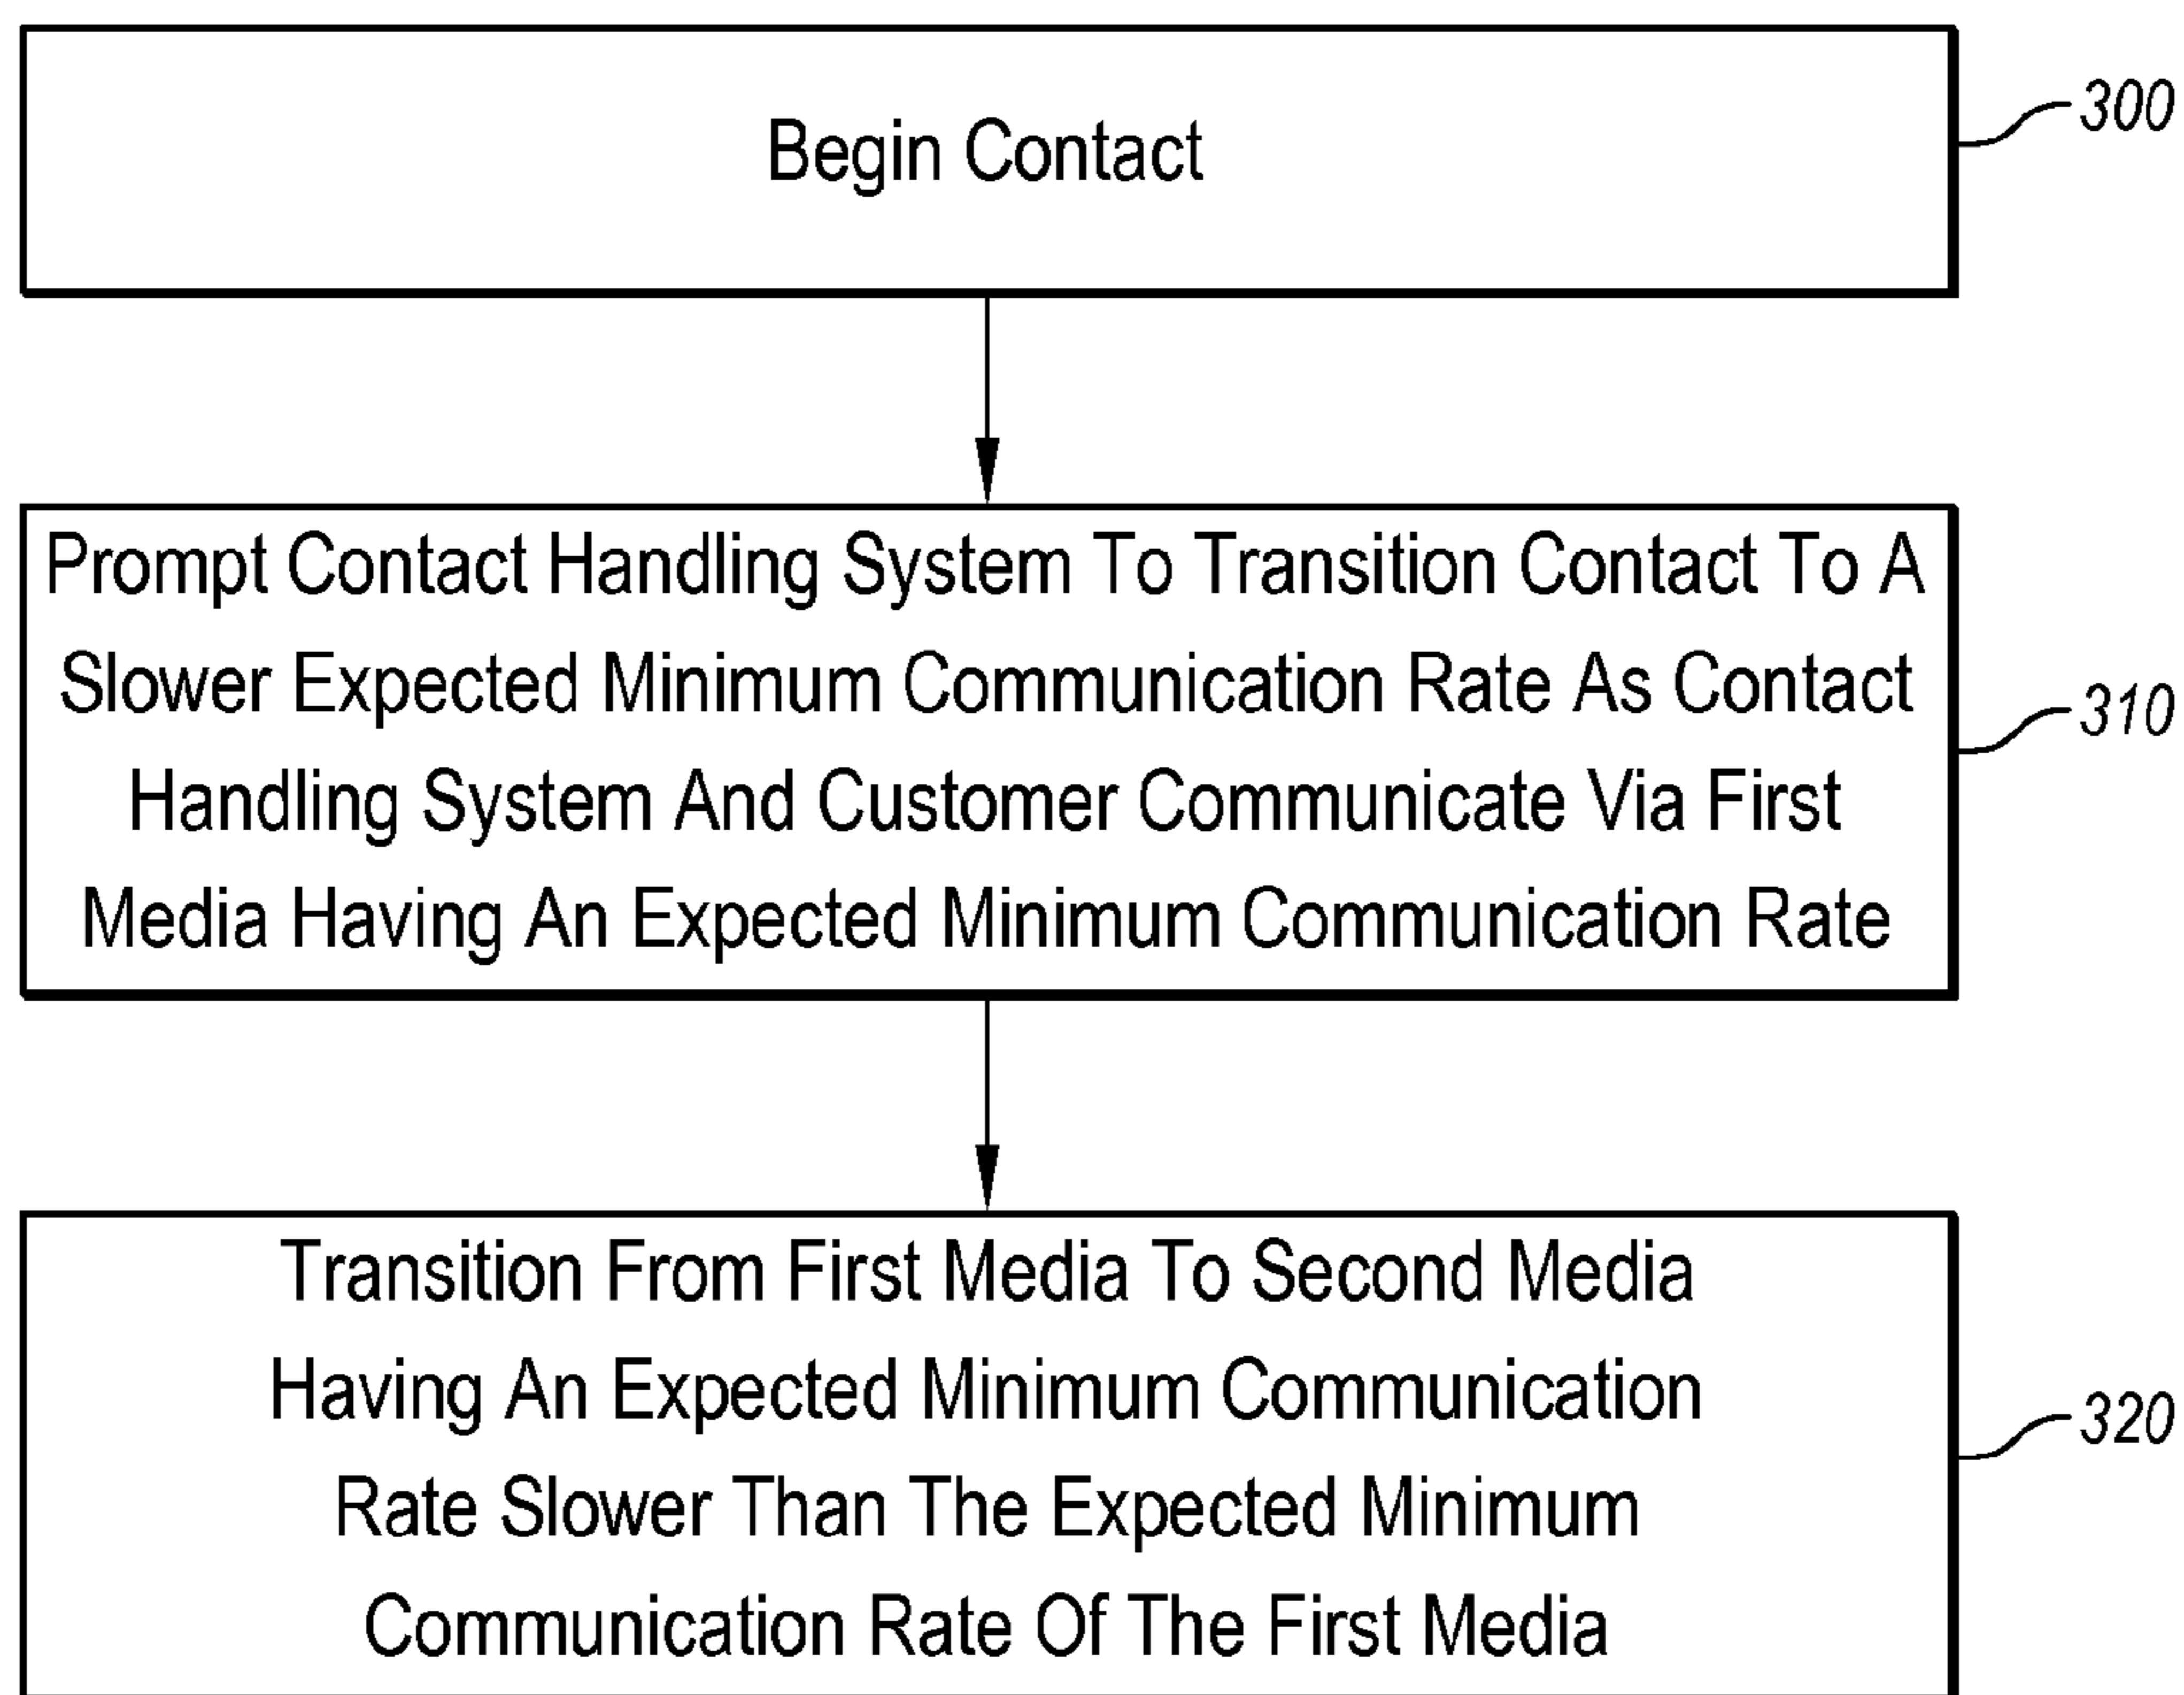 Begin Contact
300
Prompt Contact Handling System To Transition Contact To A
Slower Expected Minimum Communication Rate As Contact
Handling System And Customer Communicate Via First
Media Having An Expected Minimum Communication Rate
310
Transition From First Media To Second Media
Having An Expected Minimum Communication
Rate Slower Than The Expected Minimum
Communication Rate Of The First Media
320